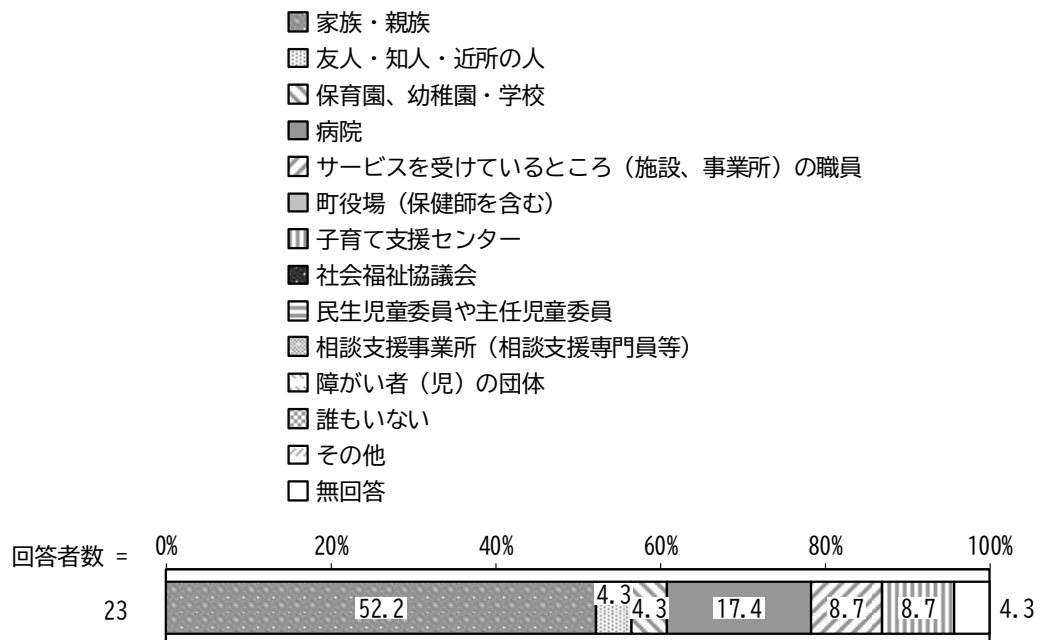 家族・親族
友人・知人・近所の人
保育園、幼稚園・学校
病院
サービスを受けているところ（施設、事業所）の職員
町役場（保健師を含む）
子育て支援センター
社会福祉協議会
民生児童委員や主任児童委員
相談支援事業所（相談支援専門員等）
障がい者（児）の団体
誰もいない
その他
無回答
回答者数 = 0% 20% 40% 60% 80% 100%
23 52.2 4.3 4.3 17.4 8.7 8.7 4.3